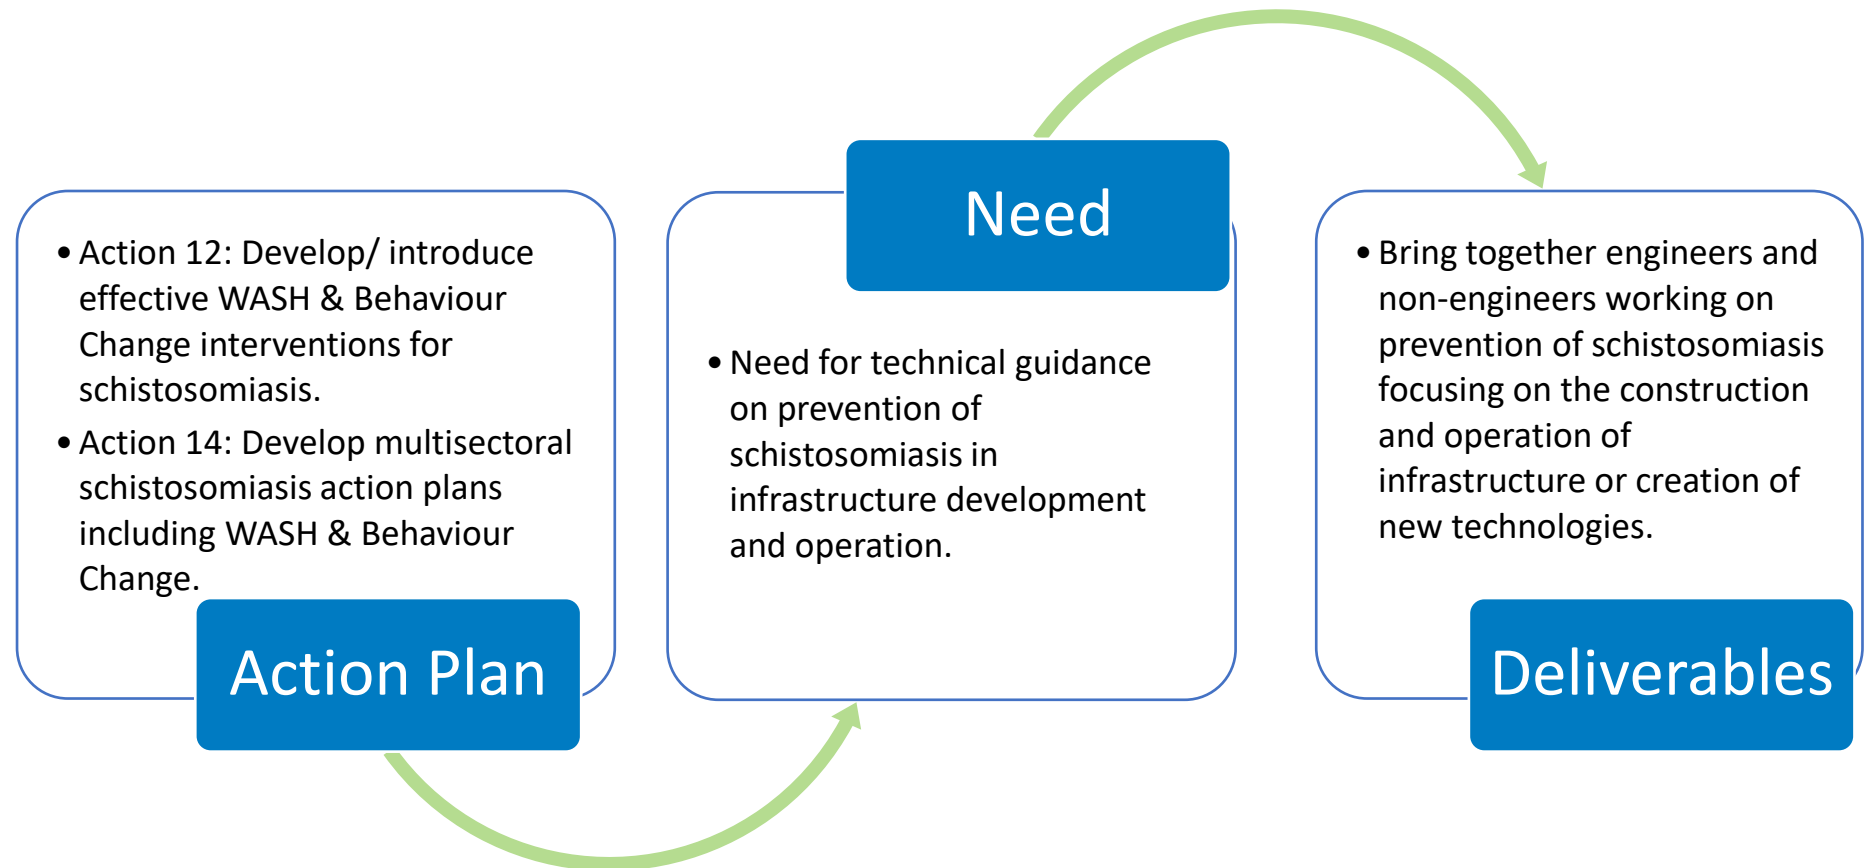 • Action 12: Develop/ introduce
effective WASH & Behaviour
Change interventions for
schistosomiasis.
• Action 14: Develop multisectoral
schistosomiasis action plans
including WASH & Behaviour
Change.
Action Plan
Need
• Need for technical guidance
on prevention of
schistosomiasis in
infrastructure development
and operation.
• Bring together engineers and
non-engineers working on
prevention of schistosomiasis
focusing on the construction
and operation of
infrastructure or creation of
new technologies.
Deliverables